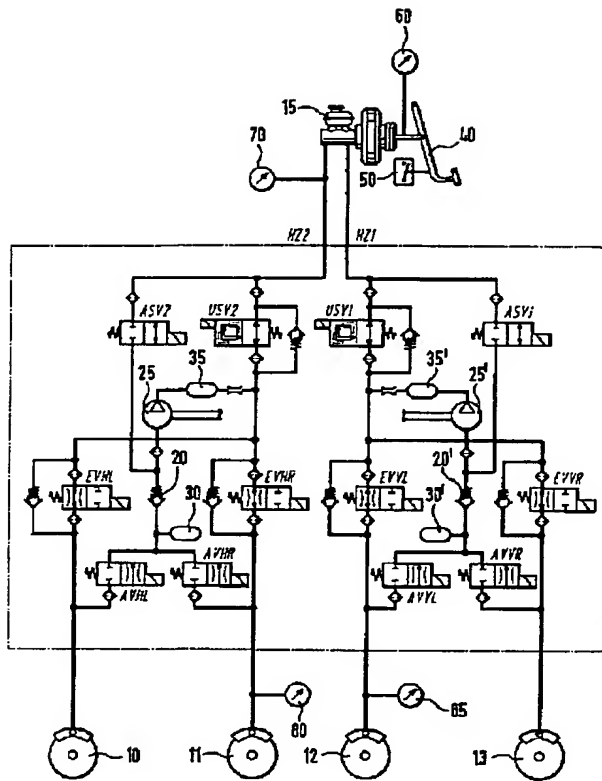 60
15
40
70
50
HZ2 HZ1
ASV2 USV2 USV1 ASV1
35 35'
25 25'
20 20'
EVHL EVHR EVVL EVVR
30 30'
AVHR AVVR
AVHL AVVL
80 85
10 11 12 13